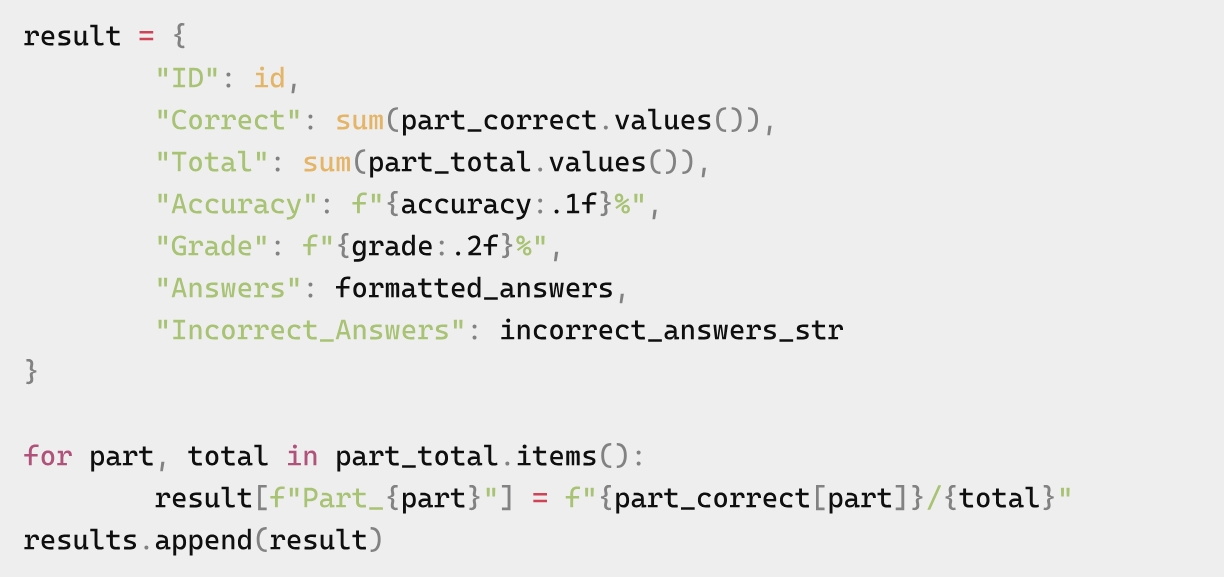 result = {
        "ID": id,
        "Correct": sum(part_correct.values()),
        "Total": sum(part_total.values()),
        "Accuracy": f"{accuracy:.1f}%",
        "Grade": f"{grade:.2f}%",
        "Answers": formatted_answers,
        "Incorrect_Answers": incorrect_answers_str
}

for part, total in part_total.items():
        result[f"Part_{part}"] = f"{part_correct[part]}/{total}"
results.append(result)